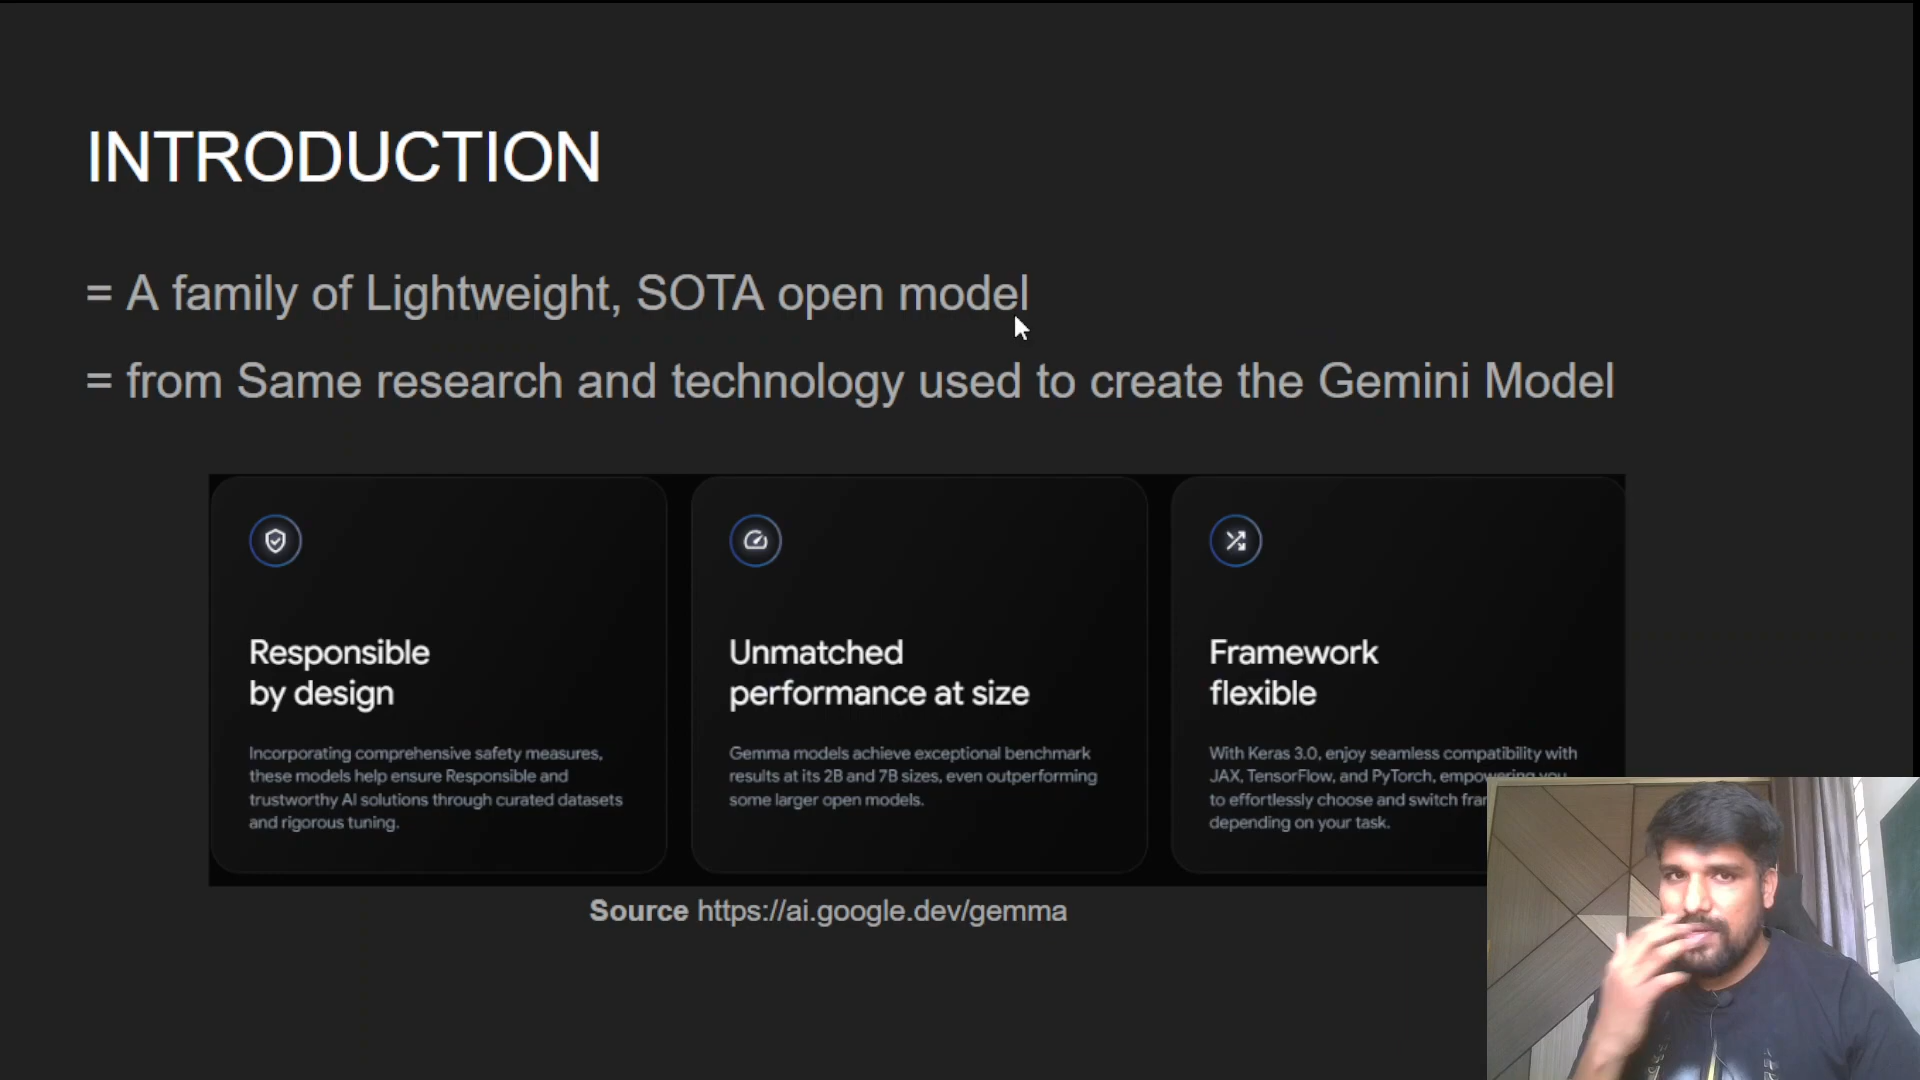 INTRODUCTION
= A family of Lightweight, SOTA open model
= from Same research and technology used to create the Gemini Model
Responsible
by design
Incorporating comprehensive safety measures,
these models help ensure Responsible and
trustworthy AI solutions through curated datasets
and rigorous tuning.
Unmatched
performance at size
Gemma models achieve exceptional benchmark
results at its 2B and 7B sizes, even outperforming
some larger open models.
Framework
flexible
With Keras 3.0, enjoy seamless compatibility with
JAX, TensorFlow, and PyTorch, empowering you
to effortlessly choose and switch
depending on your task.
Source https://ai.google.dev/gemma